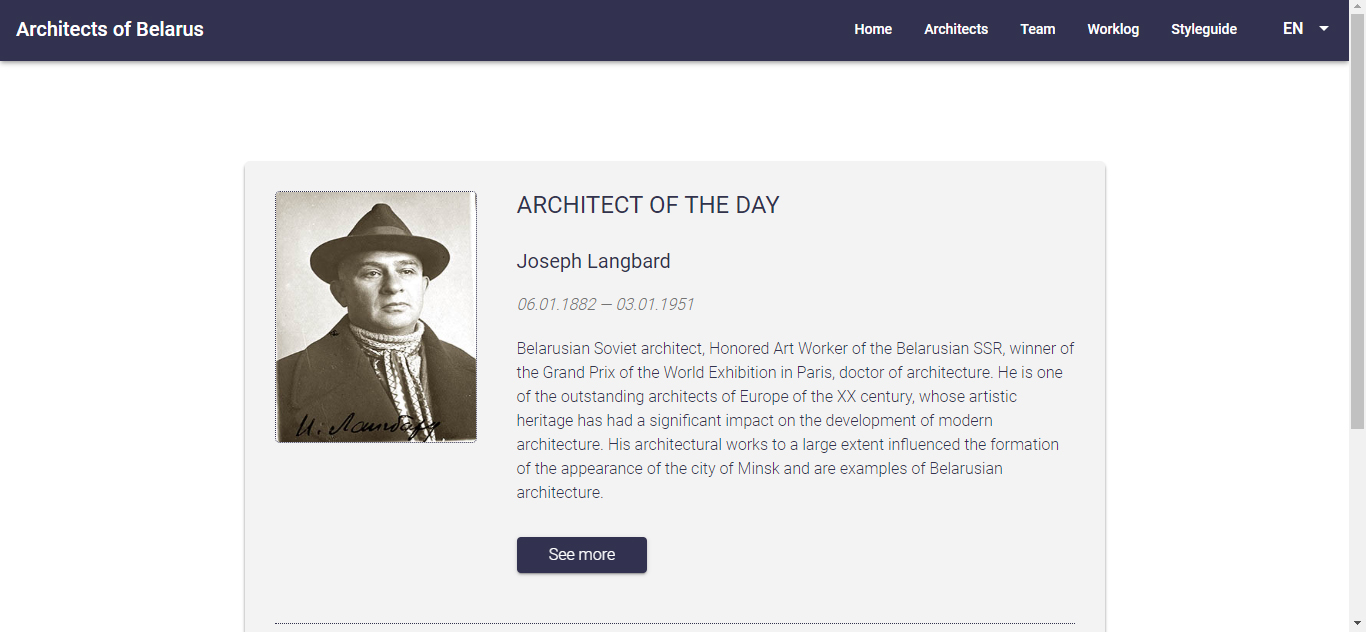 Architects of Belarus
Home
Architects
Team
Worklog
Styleguide
EN
ARCHITECT OF THE DAY
Joseph Langbard
06.01.1882 — 03.01.1951
Belarusian Soviet architect, Honored Art Worker of the Belarusian SSR, winner of
the Grand Prix of the World Exhibition in Paris, doctor of architecture. He is one
of the outstanding architects of Europe of the XX century, whose artistic
heritage has had a significant impact on the development of modern
architecture. His architectural works to a large extent influenced the formation
of the appearance of the city of Minsk and are examples of Belarusian
architecture.
See more
И. Лангбард